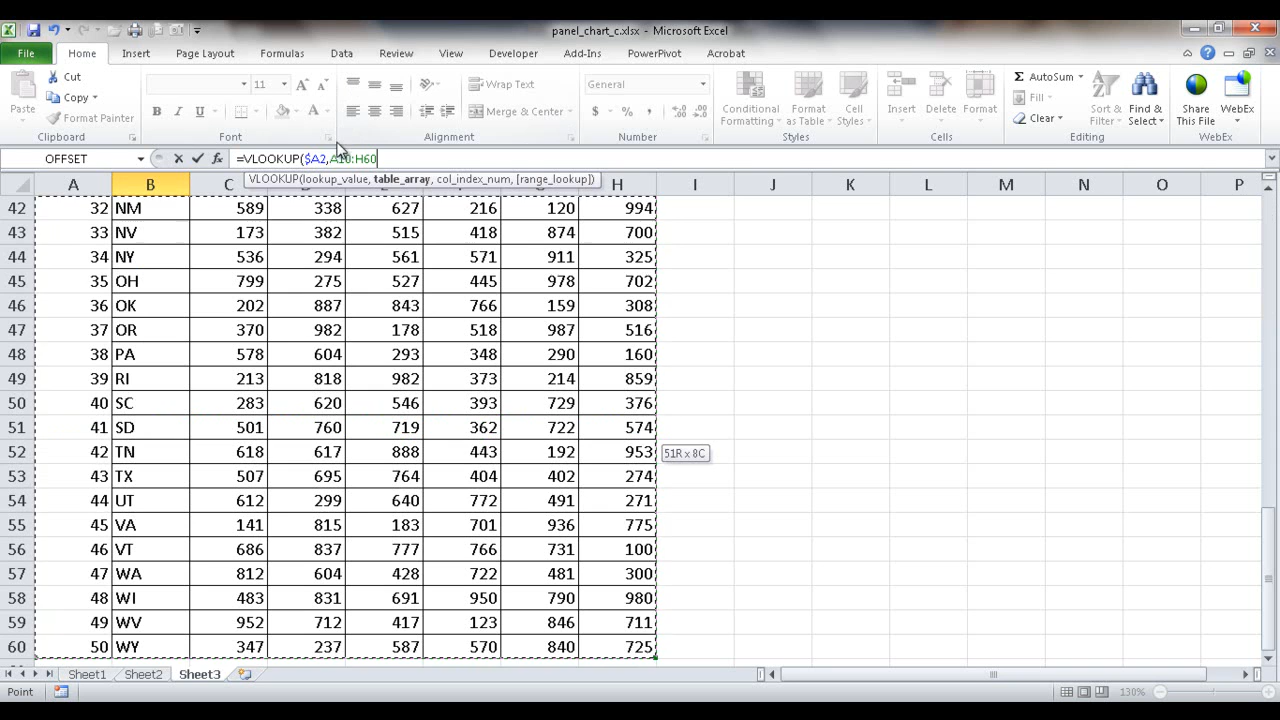 panel_chart_c.xlsx - Microsoft Excel
File Home Insert Page Layout Formulas Data Review View Developer Add-Ins PowerPivot Acrobat
Paste Cut Copy Format Painter Clipboard
11 B I U A Font
Wrap Text Merge & Center Alignment
General $ % , Number
Conditional Formatting Format as Table Cell Styles Styles
Insert Delete Format Cells
Σ AutoSum Fill Clear Sort & Filter Find & Select Editing
Share This File WebEx WebEx
OFFSET fx =VLOOKUP($A2,A10:H60
VLOOKUP(lookup_value, table_array, col_index_num, [range_lookup])
A B C H I J K L M N O P
42 32 NM 589 338 627 216 120 994
43 33 NV 173 382 515 418 874 700
44 34 NY 536 294 561 571 911 325
45 35 OH 799 275 527 445 978 702
46 36 OK 202 887 843 766 159 308
47 37 OR 370 982 178 518 987 516
48 38 PA 578 604 293 348 290 160
49 39 RI 213 818 982 373 214 859
50 40 SC 283 620 546 393 729 376
51 41 SD 501 760 719 362 722 574
52 42 TN 618 617 888 443 192 953 51R x 8C
53 43 TX 507 695 764 404 402 274
54 44 UT 612 299 640 772 491 271
55 45 VA 141 815 183 701 936 775
56 46 VT 686 837 777 766 731 100
57 47 WA 812 604 428 722 481 300
58 48 WI 483 831 691 950 790 980
59 49 WV 952 712 417 123 846 711
60 50 WY 347 237 587 570 840 725
Sheet1 Sheet2 Sheet3
Point 130%